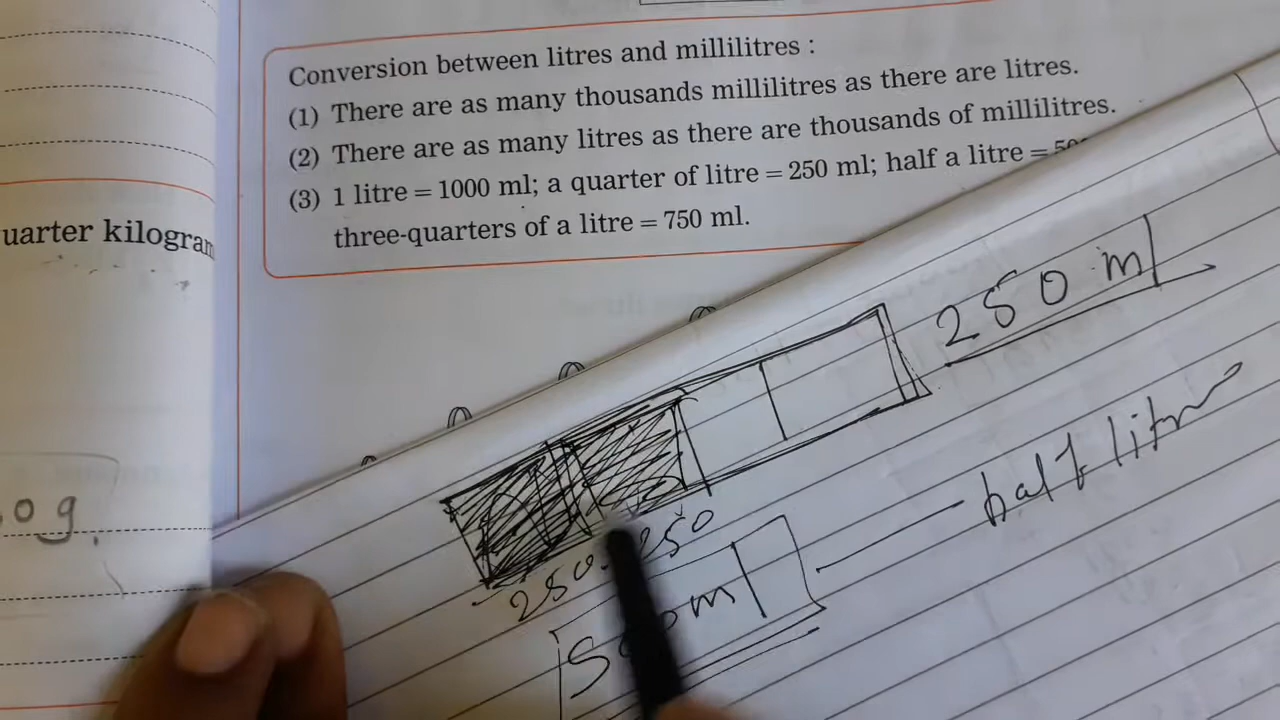 Conversion between litres and millilitres :
(1) There are as many thousands millilitres as there are litres.
(2) There are as many litres as there are thousands of millilitres.
(3) 1 litre = 1000 ml; a quarter of litre = 250 ml; half a litre =
three-quarters of a litre = 750 ml.
uarter kilogram
0 g.
250 ml
250 250
ml
half litre